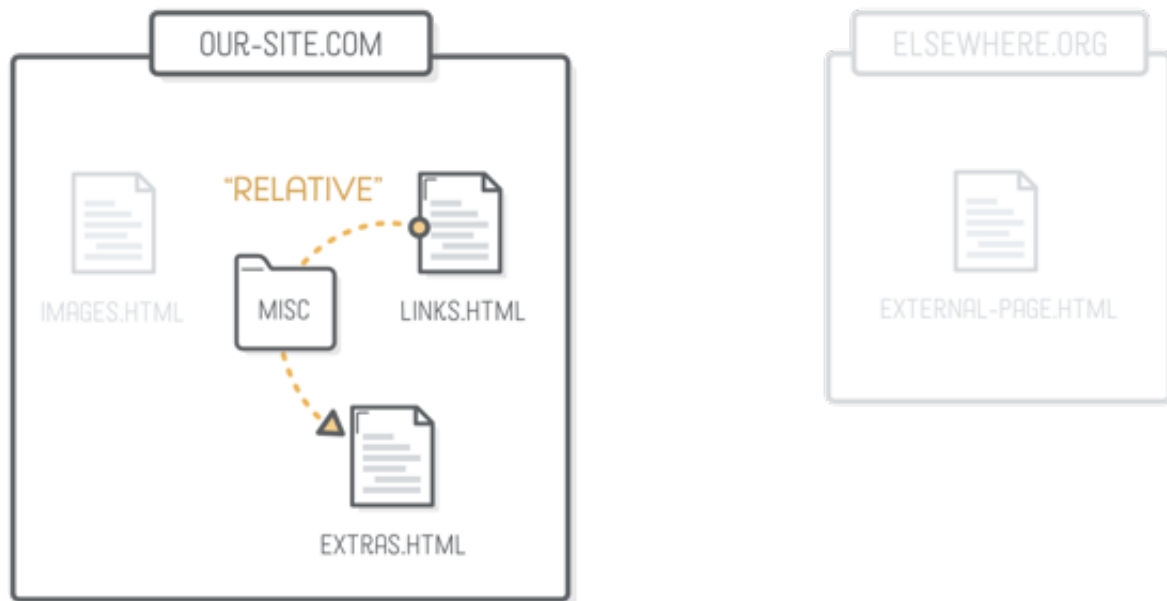 OUR-SITE.COM
ELSEWHERE.ORG
"RELATIVE"
IMAGES.HTML
MISC
LINKS.HTML
EXTERNAL-PAGE.HTML
EXTRAS.HTML